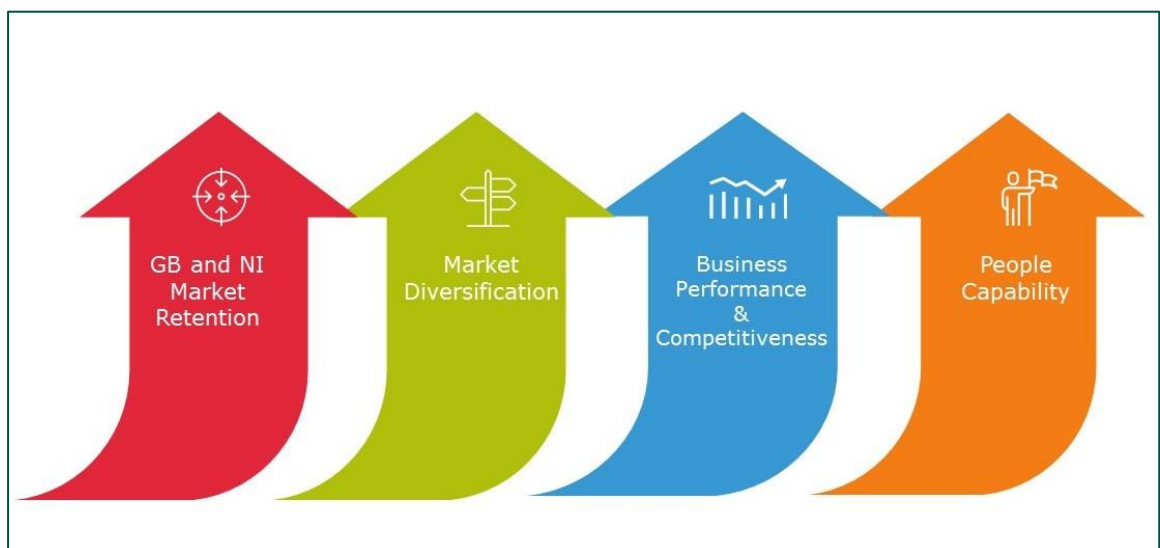 GB and NI
Market
Retention
Market
Diversification
Business
Performance
&
Competitiveness
People
Capability